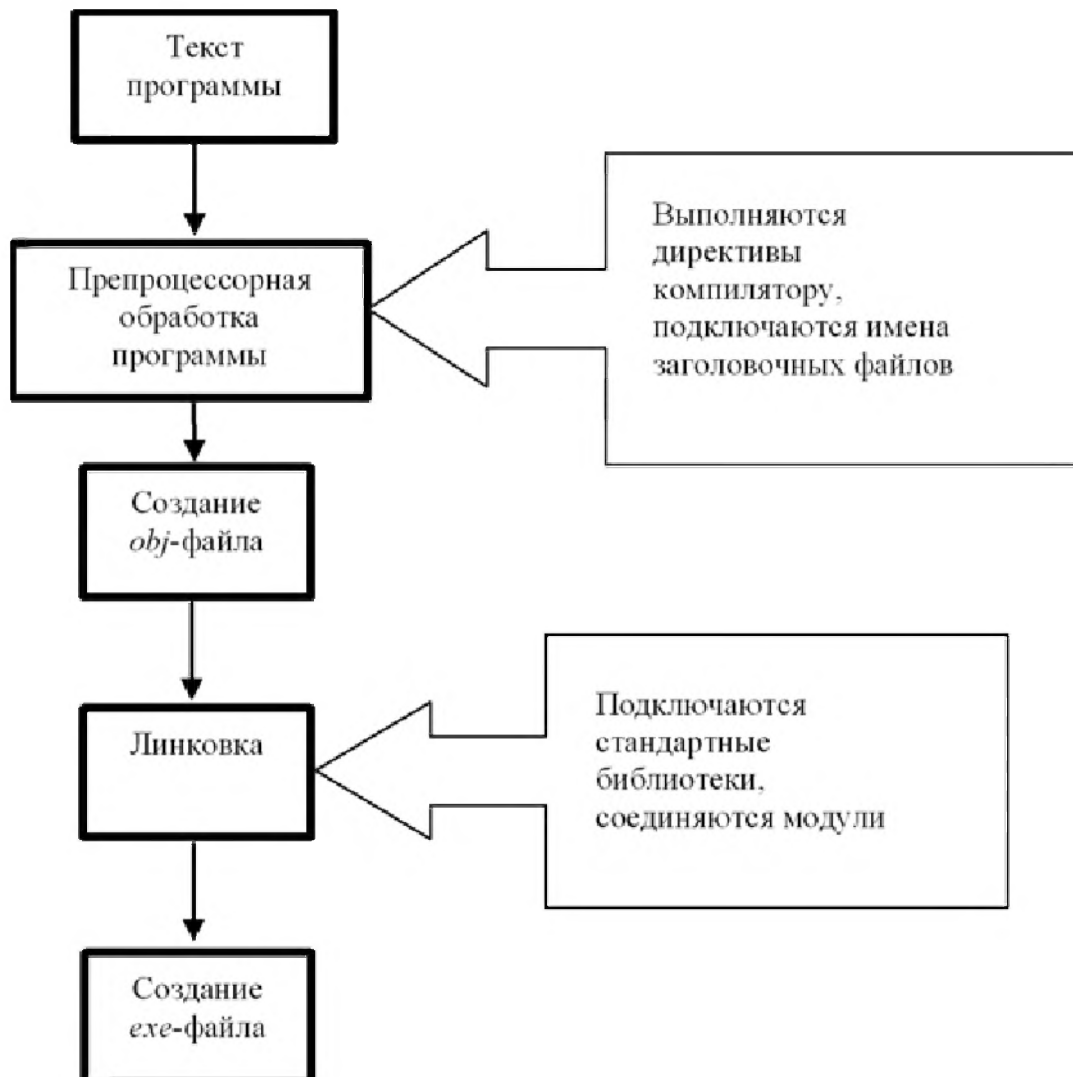 Текст
программы
Выполняются
директивы
компилятору,
подключаются имена
заголовочных файлов
Препроцессорная
обработка
программы
Создание
obj-файла
Подключаются
стандартные
библиотеки,
соединяются модули
Линковка
Создание
exe-файла